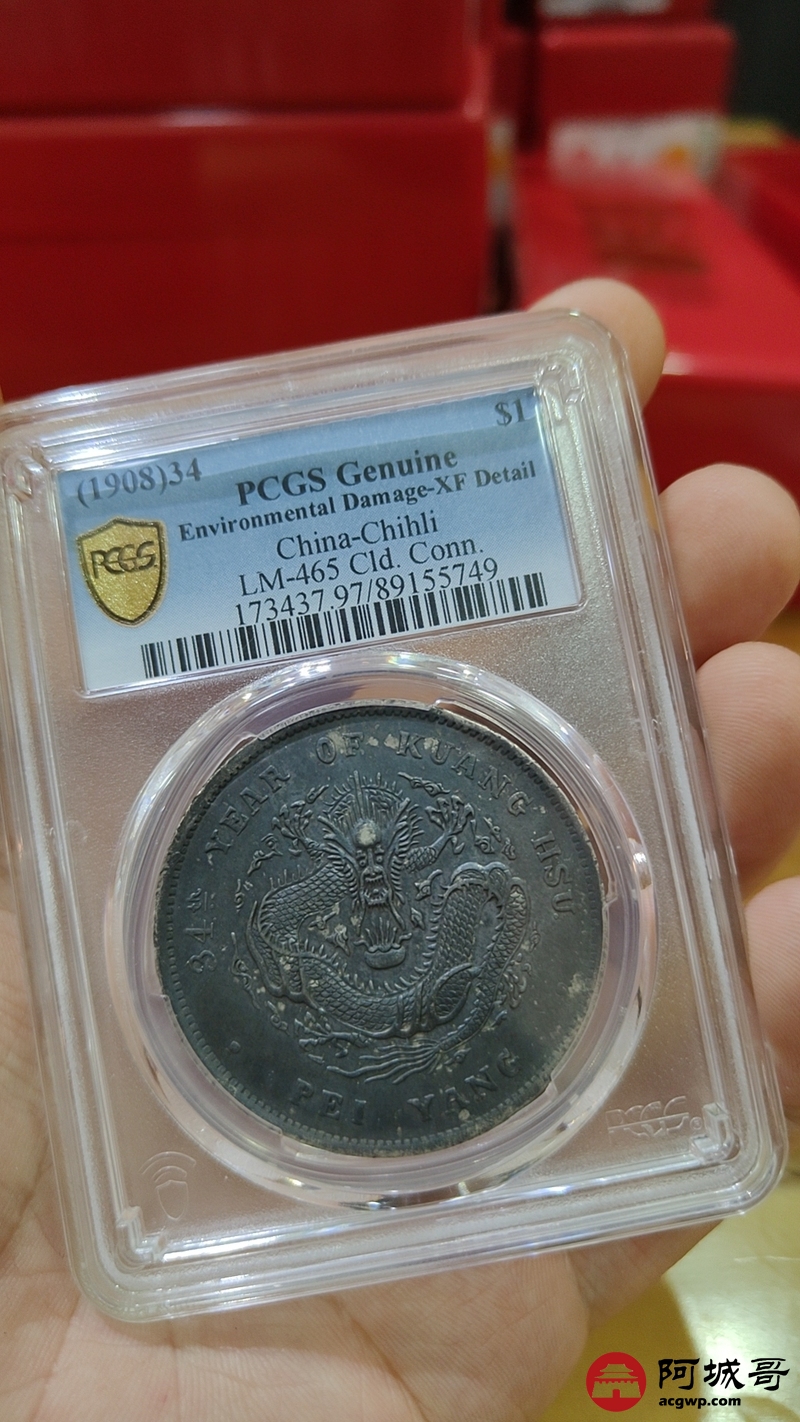 (1908)34 $1
PCGS Genuine
Environmental Damage-XF Detail
China-Chihli
LM-465 Cld. Conn.
173437.97/89155749
PCGS
34th YEAR OF KUANG HSU
PEI YANG
PCGS
阿城哥
acgwp.com